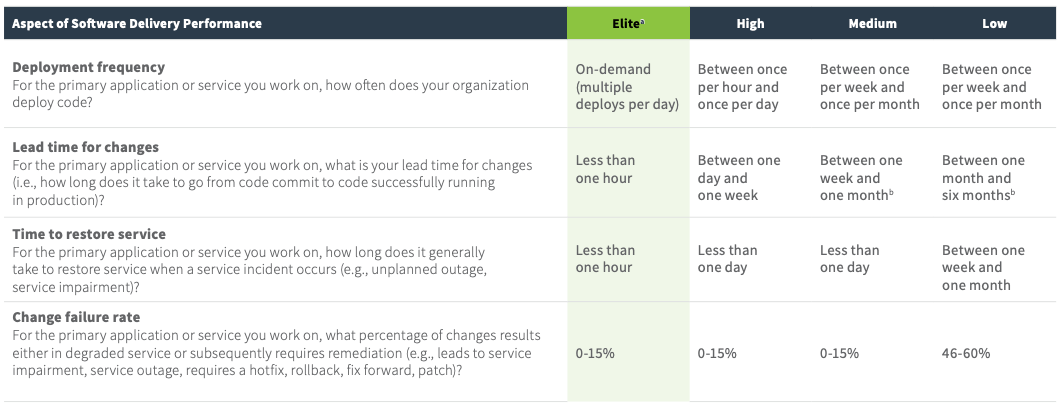 Aspect of Software Delivery Performance Eliteᵃ High Medium Low
Deployment frequency
For the primary application or service you work on, how often does your organization
deploy code?
On-demand
(multiple
deploys per day)
Between once
per hour and
once per day
Between once
per week and
once per month
Between once
per week and
once per month
Lead time for changes
For the primary application or service you work on, what is your lead time for changes
(i.e., how long does it take to go from code commit to code successfully running
in production)?
Less than
one hour
Between one
day and
one week
Between one
week and
one monthᵇ
Between one
month and
six monthsᵇ
Time to restore service
For the primary application or service you work on, how long does it generally
take to restore service when a service incident occurs (e.g., unplanned outage,
service impairment)?
Less than
one hour
Less than
one day
Less than
one day
Between one
week and
one month
Change failure rate
For the primary application or service you work on, what percentage of changes results
either in degraded service or subsequently requires remediation (e.g., leads to service
impairment, service outage, requires a hotfix, rollback, fix forward, patch)?
0-15%
0-15%
0-15%
46-60%